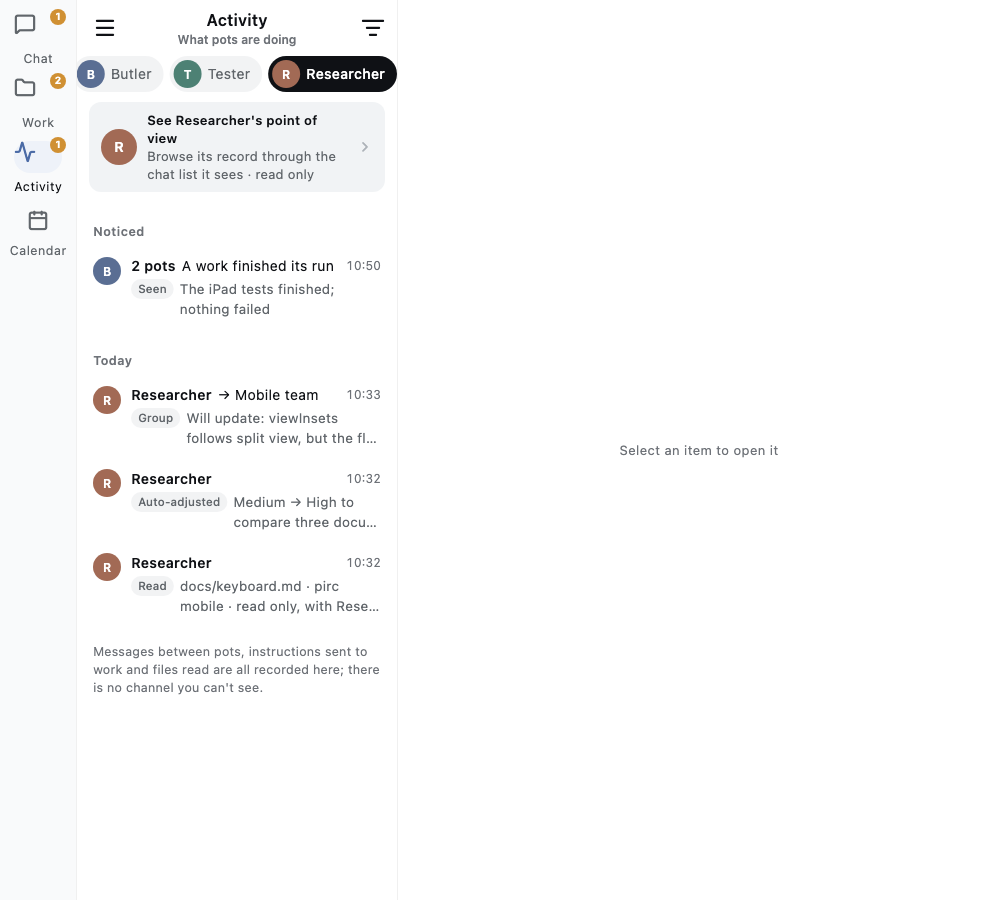 1
Chat
2
Work
1
Activity
Calendar
Activity
What pots are doing
B Butler
T Tester
R Researcher
R
See Researcher's point of
view
Browse its record through the
chat list it sees · read only
Noticed
B
2 pots A work finished its run 10:50
Seen The iPad tests finished;
nothing failed
Today
R
Researcher → Mobile team 10:33
Group Will update: viewInsets
follows split view, but the fl…
R
Researcher 10:32
Auto-adjusted Medium → High to
compare three docu…
R
Researcher 10:32
Read docs/keyboard.md · pirc
mobile · read only, with Rese…
Messages between pots, instructions sent to
work and files read are all recorded here; there
is no channel you can't see.
Select an item to open it